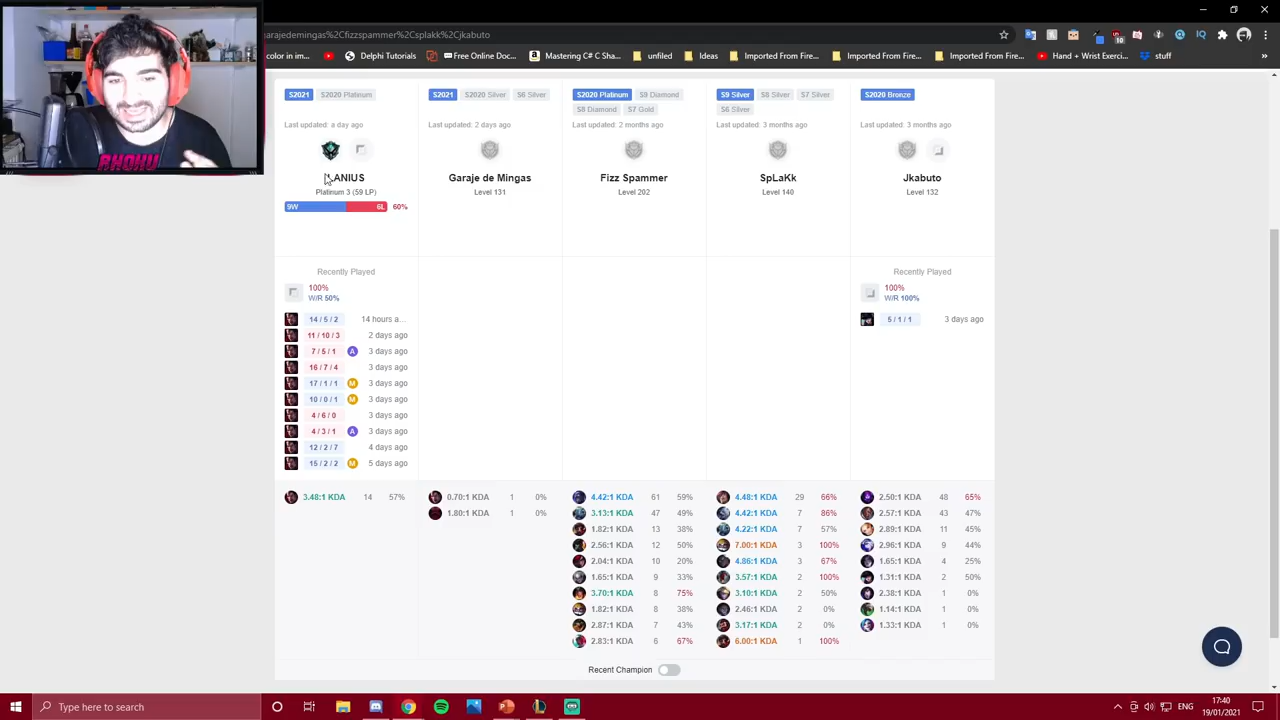 arajedemingas%2Cfizzspammer%2Csplakk%2Cjkabuto
color in im...
Delphi Tutorials
Free Online Doc...
Mastering C# C Sh...
unfiled
Ideas
Imported From Fire...
Imported From Fire...
Hand + Wrist Exerci...
stuff
10
RHOKU
S2021 S2020 Platinum
Last updated: a day ago
LANIUS
Platinum 3 (59 LP)
9W 6L 60%
S2021 S2020 Silver S6 Silver
Last updated: 2 days ago
Garaje de Mingas
Level 131
S2020 Platinum S9 Diamond
S8 Diamond S7 Gold
Last updated: 2 months ago
Fizz Spammer
Level 202
S9 Silver S8 Silver S7 Silver
S6 Silver
Last updated: 3 months ago
SpLaKk
Level 140
S2020 Bronze
Last updated: 3 months ago
Jkabuto
Level 132
Recently Played
100%
W/R 50%
14 / 5 / 2 14 hours a...
11 / 10 / 3 2 days ago
7 / 5 / 1 A 3 days ago
16 / 7 / 4 3 days ago
17 / 1 / 1 M 3 days ago
10 / 0 / 1 M 3 days ago
4 / 6 / 0 3 days ago
4 / 3 / 1 A 3 days ago
12 / 2 / 7 4 days ago
15 / 2 / 2 M 5 days ago
Recently Played
100%
W/R 100%
5 / 1 / 1 3 days ago
3.48:1 KDA 14 57%
0.70:1 KDA 1 0%
1.80:1 KDA 1 0%
4.42:1 KDA 61 59%
3.13:1 KDA 47 49%
1.82:1 KDA 13 38%
2.56:1 KDA 12 50%
2.04:1 KDA 10 20%
1.65:1 KDA 9 33%
3.70:1 KDA 8 75%
1.82:1 KDA 8 38%
2.87:1 KDA 7 43%
2.83:1 KDA 6 67%
4.48:1 KDA 29 66%
4.42:1 KDA 7 86%
4.22:1 KDA 7 57%
7.00:1 KDA 3 100%
4.86:1 KDA 3 67%
3.57:1 KDA 2 100%
3.10:1 KDA 2 50%
2.46:1 KDA 2 0%
3.17:1 KDA 2 0%
6.00:1 KDA 1 100%
2.50:1 KDA 48 65%
2.57:1 KDA 43 47%
2.89:1 KDA 11 45%
2.96:1 KDA 9 44%
1.65:1 KDA 4 25%
1.31:1 KDA 2 50%
2.38:1 KDA 1 0%
1.14:1 KDA 1 0%
1.33:1 KDA 1 0%
Recent Champion
Type here to search
ENG
17:40
19/01/2021